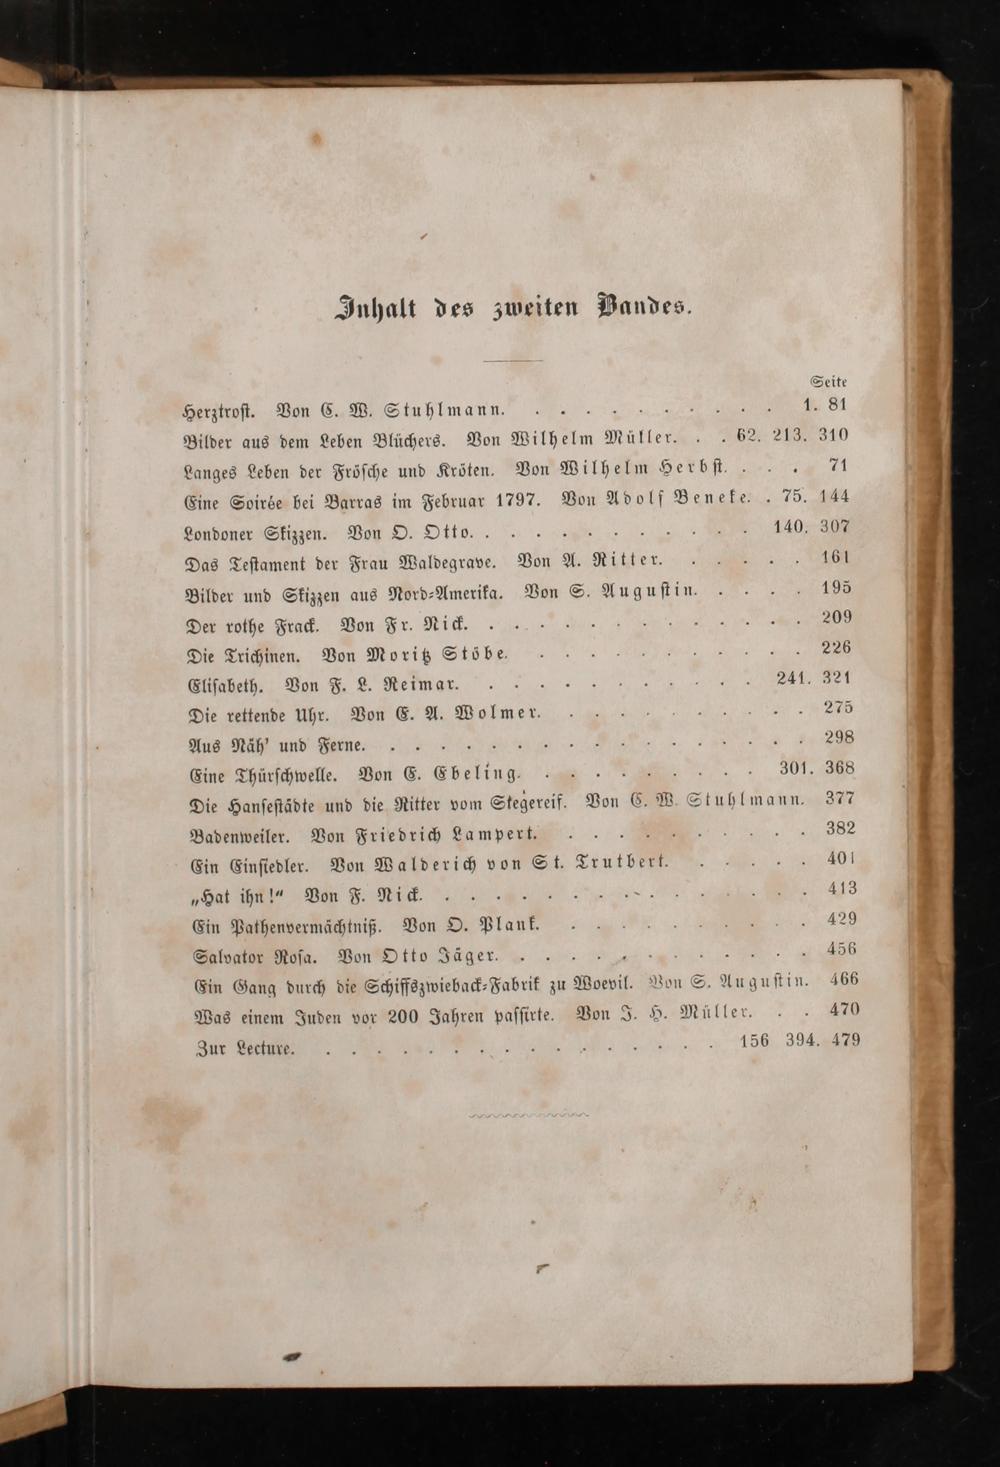 Inhalt des zweiten Bandes.
Seite
Herztrost. Von C. W. Stuhlmann. . . . . . . . . . . 1. 81
Bilder aus dem Leben Blüchers. Von Wilhelm Müller. . . 62. 213. 310
Langes Leben der Frösche und Kröten. Von Wilhelm Herbst. . . . 71
Eine Soirée bei Barras im Februar 1797. Von Adolf Beneke. . 75. 144
Londoner Skizzen. Von O. Otto. . . . . . . . . . . . 140. 307
Das Testament der Frau Waldegrave. Von A. Ritter. . . . . . 161
Bilder und Skizzen aus Nord-Amerika. Von S. Augustin. . . . . 195
Der rothe Frack. Von Fr. Nick. . . . . . . . . . . . . . 209
Die Trichinen. Von Moritz Stöbe. . . . . . . . . . . . 226
Elisabeth. Von F. L. Reimar. . . . . . . . . . . . 241. 321
Die rettende Uhr. Von E. A. Wolmer. . . . . . . . . . . 275
Aus Näh' und Ferne. . . . . . . . . . . . . . . . . . 298
Eine Thürschwelle. Von E. Ebeling. . . . . . . . . . 301. 368
Die Hansestädte und die Ritter vom Stegereif. Von C. W. Stuhlmann. 377
Badenweiler. Von Friedrich Lampert. . . . . . . . . . . 382
Ein Einsiedler. Von Walderich von St. Trutbert. . . . . . 401
„Hat ihn!“ Von F. Nick. . . . . . . . . . . . . . . . 413
Ein Pathenvermächtniß. Von O. Plank. . . . . . . . . . . 429
Salvator Rosa. Von Otto Jäger. . . . . . . . . . . . . 456
Ein Gang durch die Schiffszwieback-Fabrik zu Woevil. Von S. Augustin. 466
Was einem Juden vor 200 Jahren passirte. Von J. H. Müller. . . 470
Zur Lecture. . . . . . . . . . . . . . . . . 156 394. 479